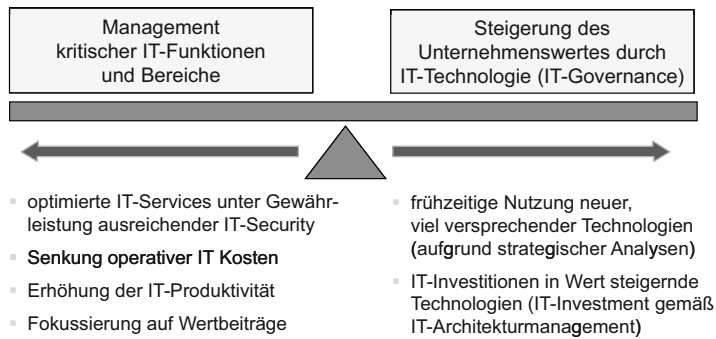 Management
kritischer IT-Funktionen
und Bereiche
Steigerung des
Unternehmenswertes durch
IT-Technologie (IT-Governance)
optimierte IT-Services unter Gewähr-
leistung ausreichender IT-Security
Senkung operativer IT Kosten
Erhöhung der IT-Produktivität
Fokussierung auf Wertbeiträge
frühzeitige Nutzung neuer,
viel versprechender Technologien
(aufgrund strategischer Analysen)
IT-Investitionen in Wert steigernde
Technologien (IT-Investment gemäß
IT-Architekturmanagement)